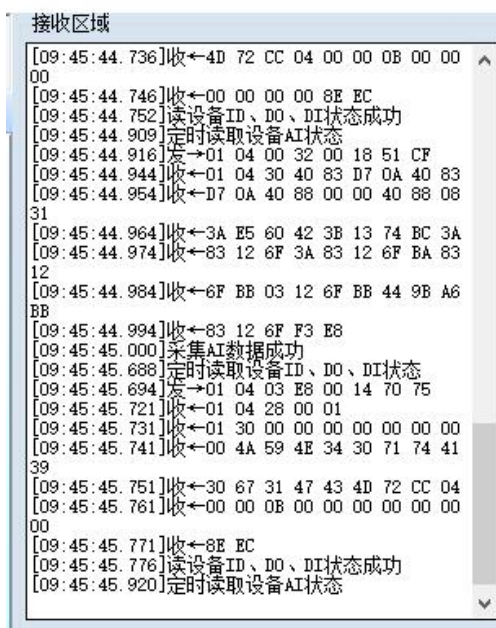 接收区域
[09:45:44.736]收←4D 72 CC 04 00 00 0B 00 00
00
[09:45:44.746]收←00 00 00 00 8E EC
[09:45:44.752]读设备ID、DO、DI状态成功
[09:45:44.909]定时读取设备AI状态
[09:45:44.916]发→01 04 00 32 00 18 51 CF
[09:45:44.944]收←01 04 30 40 83 D7 0A 40 83
[09:45:44.954]收←D7 0A 40 88 00 00 40 88 08
31
[09:45:44.964]收←3A E5 60 42 3B 13 74 BC 3A
[09:45:44.974]收←83 12 6F 3A 83 12 6F BA 83
12
[09:45:44.984]收←6F BB 03 12 6F BB 44 9B A6
BB
[09:45:44.994]收←83 12 6F F3 E8
[09:45:45.000]采集AI数据成功
[09:45:45.688]定时读取设备ID、DO、DI状态
[09:45:45.694]发→01 04 03 E8 00 14 70 75
[09:45:45.721]收←01 04 28 00 01
[09:45:45.731]收←01 30 00 00 00 00 00 00 00
[09:45:45.741]收←00 4A 59 4E 34 30 71 74 41
39
[09:45:45.751]收←30 67 31 47 43 4D 72 CC 04
[09:45:45.761]收←00 00 0B 00 00 00 00 00 00
00
[09:45:45.771]收←8E EC
[09:45:45.776]读设备ID、DO、DI状态成功
[09:45:45.920]定时读取设备AI状态